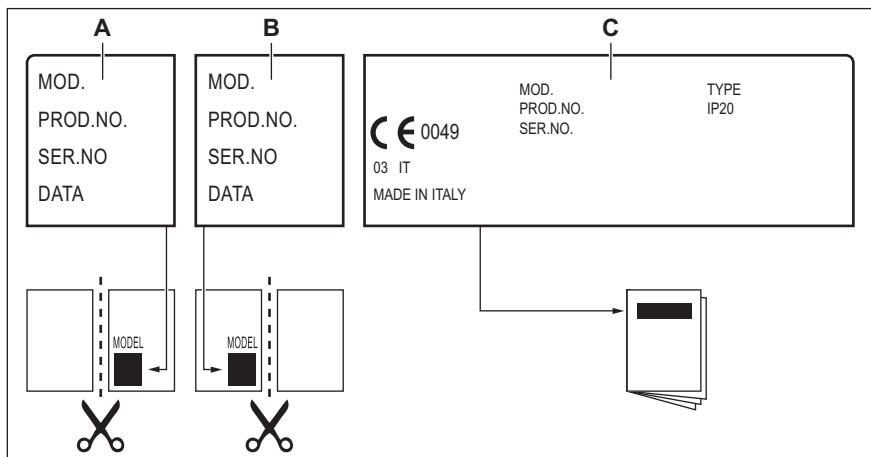 A
B
C
MOD.
PROD.NO.
SER.NO
DATA
MOD.
PROD.NO.
SER.NO
DATA
MOD.
PROD.NO.
SER.NO.
TYPE
IP20
CE 0049
03 IT
MADE IN ITALY
MODEL
MODEL